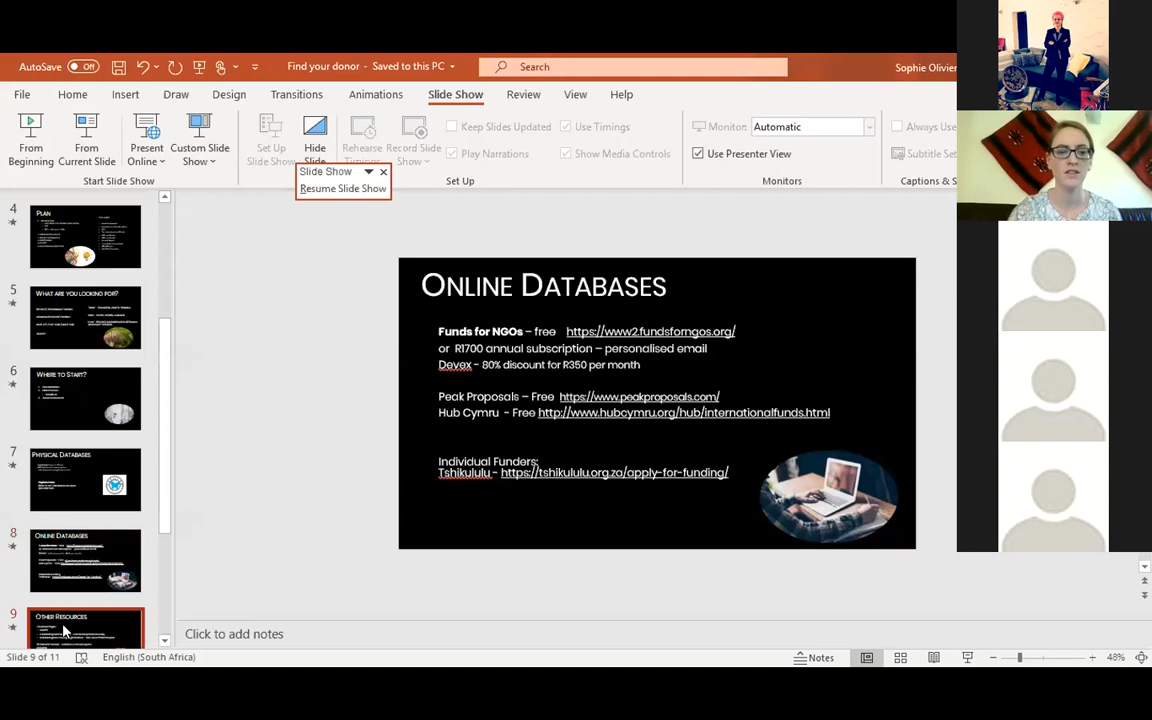 AutoSave Off
Find your donor - Saved to this PC
Search
Sophie Olivier
File Home Insert Draw Design Transitions Animations Slide Show Review View Help
From Beginning
From Current Slide
Present Online
Custom Slide Show
Set Up Slide Show
Hide Slide
Rehearse Timings
Record Slide Show
Keep Slides Updated
Play Narrations
Use Timings
Show Media Controls
Monitor: Automatic
Use Presenter View
Always Use
Subtitle Set
Start Slide Show
Set Up
Monitors
Captions & S
Slide Show
Resume Slide Show
4
PLAN
5
WHAT ARE YOU LOOKING FOR?
6
WHERE TO START?
7
PHYSICAL DATABASES
8
ONLINE DATABASES
9
OTHER RESOURCES
ONLINE DATABASES
Funds for NGOs – free https://www2.fundsforngos.org/
or R1700 annual subscription – personalised email
Devex - 80% discount for R350 per month
Peak Proposals – Free https://www.peakproposals.com/
Hub Cymru - Free http://www.hubcymru.org/hub/internationalfunds.html
Individual Funders:
Tshikululu - https://tshikululu.org.za/apply-for-funding/
Click to add notes
Slide 9 of 11
English (South Africa)
Notes
48%